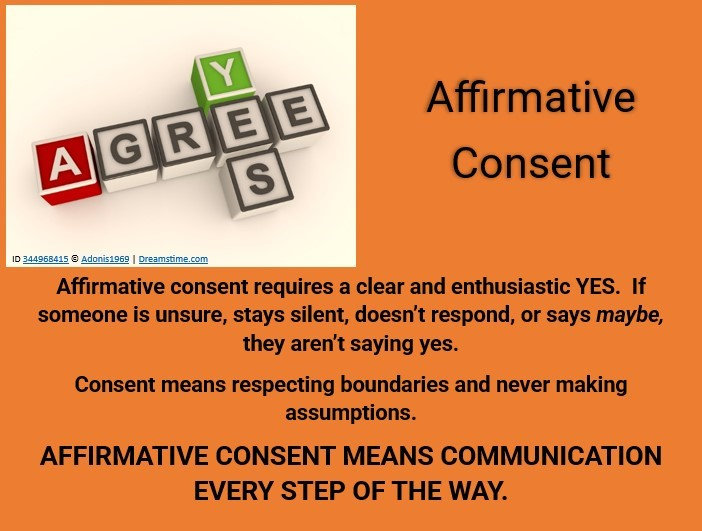 Y
AGREE
S
ID 344968415 © Adonis1969 | Dreamstime.com
Affirmative
Consent
Affirmative consent requires a clear and enthusiastic YES.  If
someone is unsure, stays silent, doesn’t respond, or says maybe,
they aren’t saying yes.
Consent means respecting boundaries and never making
assumptions.
AFFIRMATIVE CONSENT MEANS COMMUNICATION
EVERY STEP OF THE WAY.